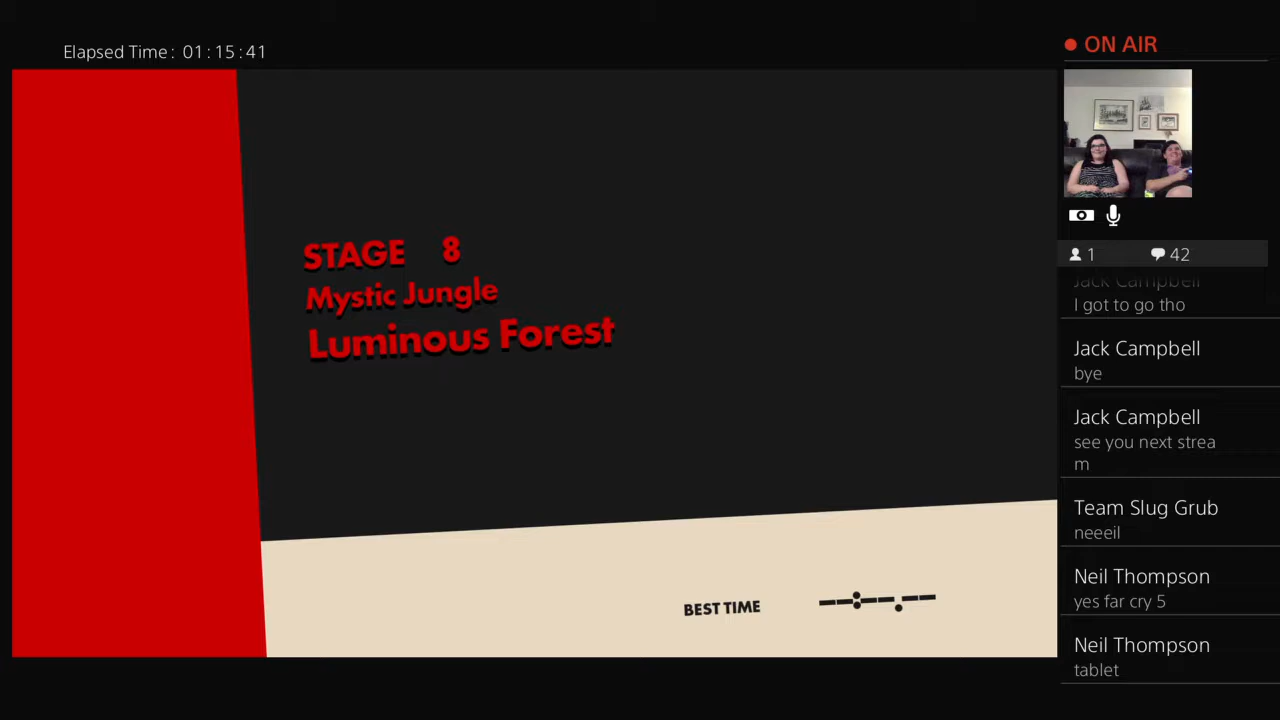 Elapsed Time: 01:15:41
ON AIR
STAGE 8
Mystic Jungle
Luminous Forest
BEST TIME --:--.--
1 42
Jack Campbell
I got to go tho
Jack Campbell
bye
Jack Campbell
see you next strea
m
Team Slug Grub
neeeil
Neil Thompson
yes far cry 5
Neil Thompson
tablet